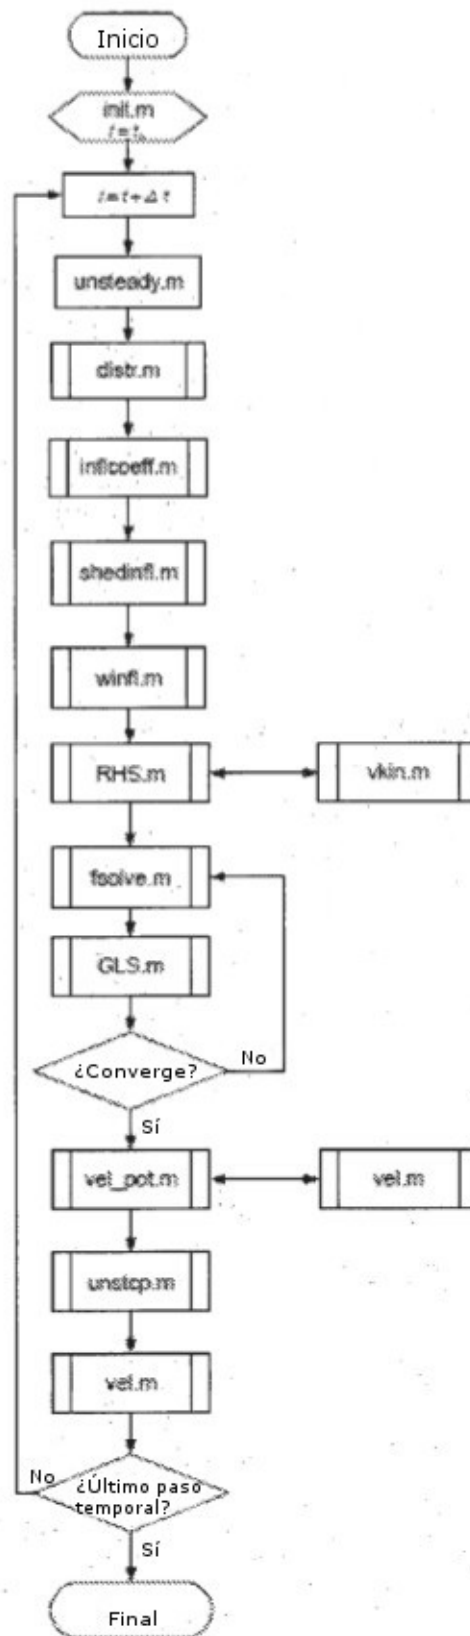 Inicio
init.m
t = t₀
t = t + Δ t
unsteady.m
distr.m
inflcoeff.m
shedinfl.m
winfl.m
RHS.m
vkin.m
fsolve.m
GLS.m
¿Converge?
No
Sí
vel_pot.m
vel.m
unstcp.m
vel.m
No
¿Último paso
temporal?
Sí
Final